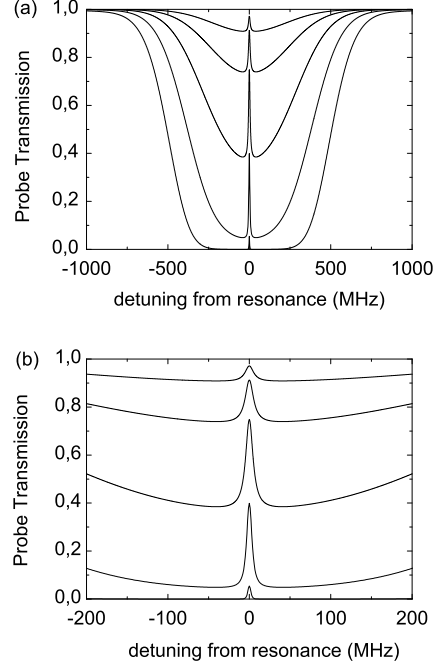 (a)
1,0
0,8
0,6
0,4
0,2
0,0
Probe Transmission
-1000 -500 0 500 1000
detuning from resonance (MHz)
(b)
1,0
0,8
0,6
0,4
0,2
0,0
Probe Transmission
-200 -100 0 100 200
detuning from resonance (MHz)